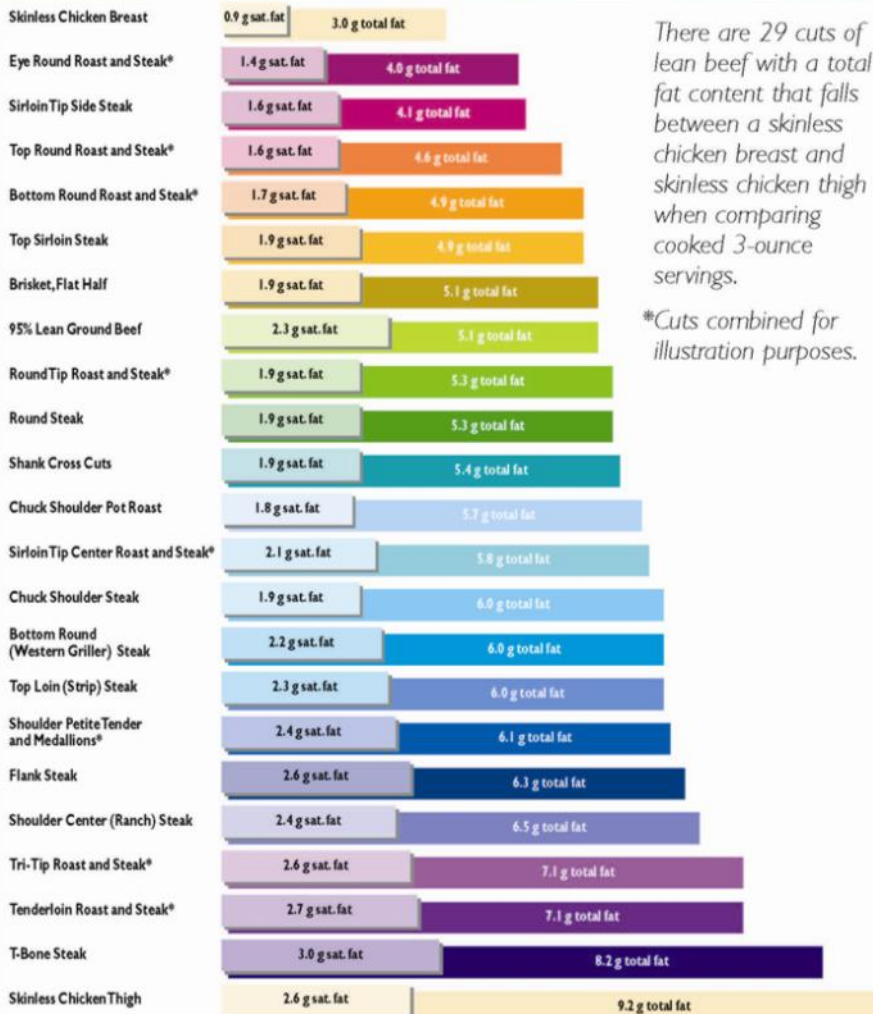 Skinless Chicken Breast 0.9 g sat. fat 3.0 g total fat
Eye Round Roast and Steak* 1.4 g sat. fat 4.0 g total fat
Sirloin Tip Side Steak 1.6 g sat. fat 4.1 g total fat
Top Round Roast and Steak* 1.6 g sat. fat 4.6 g total fat
Bottom Round Roast and Steak* 1.7 g sat. fat 4.9 g total fat
Top Sirloin Steak 1.9 g sat. fat 4.9 g total fat
Brisket, Flat Half 1.9 g sat. fat 5.1 g total fat
95% Lean Ground Beef 2.3 g sat. fat 5.1 g total fat
Round Tip Roast and Steak* 1.9 g sat. fat 5.3 g total fat
Round Steak 1.9 g sat. fat 5.3 g total fat
Shank Cross Cuts 1.9 g sat. fat 5.4 g total fat
Chuck Shoulder Pot Roast 1.8 g sat. fat 5.7 g total fat
Sirloin Tip Center Roast and Steak* 2.1 g sat. fat 5.8 g total fat
Chuck Shoulder Steak 1.9 g sat. fat 6.0 g total fat
Bottom Round
(Western Griller) Steak 2.2 g sat. fat 6.0 g total fat
Top Loin (Strip) Steak 2.3 g sat. fat 6.0 g total fat
Shoulder Petite Tender
and Medallions* 2.4 g sat. fat 6.1 g total fat
Flank Steak 2.6 g sat. fat 6.3 g total fat
Shoulder Center (Ranch) Steak 2.4 g sat. fat 6.5 g total fat
Tri-Tip Roast and Steak* 2.6 g sat. fat 7.1 g total fat
Tenderloin Roast and Steak* 2.7 g sat. fat 7.1 g total fat
T-Bone Steak 3.0 g sat. fat 8.2 g total fat
Skinless Chicken Thigh 2.6 g sat. fat 9.2 g total fat
There are 29 cuts of
lean beef with a total
fat content that falls
between a skinless
chicken breast and
skinless chicken thigh
when comparing
cooked 3-ounce
servings.
*Cuts combined for
illustration purposes.